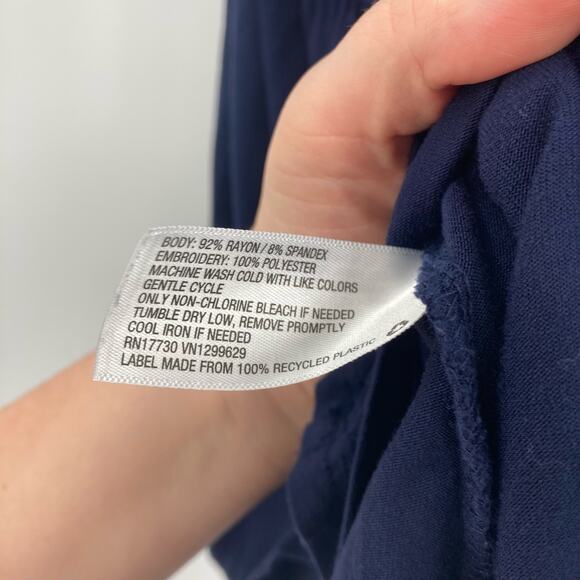 BODY: 92% RAYON / 8% SPANDEX
EMBROIDERY: 100% POLYESTER
MACHINE WASH COLD WITH LIKE COLORS
GENTLE CYCLE
ONLY NON-CHLORINE BLEACH IF NEEDED
TUMBLE DRY LOW, REMOVE PROMPTLY
COOL IRON IF NEEDED
RN17730 VN1299629
LABEL MADE FROM 100% RECYCLED PLASTIC